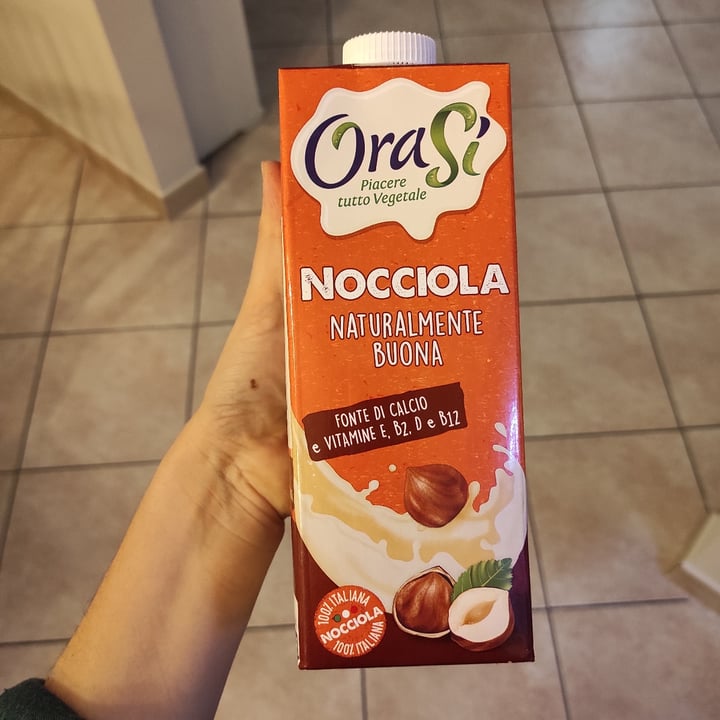 OraSì
Piacere
tutto Vegetale
NOCCIOLA
NATURALMENTE
BUONA
FONTE DI CALCIO
e VITAMINE E, B2, D e B12
100% ITALIANA
NOCCIOLA
100% ITALIANA